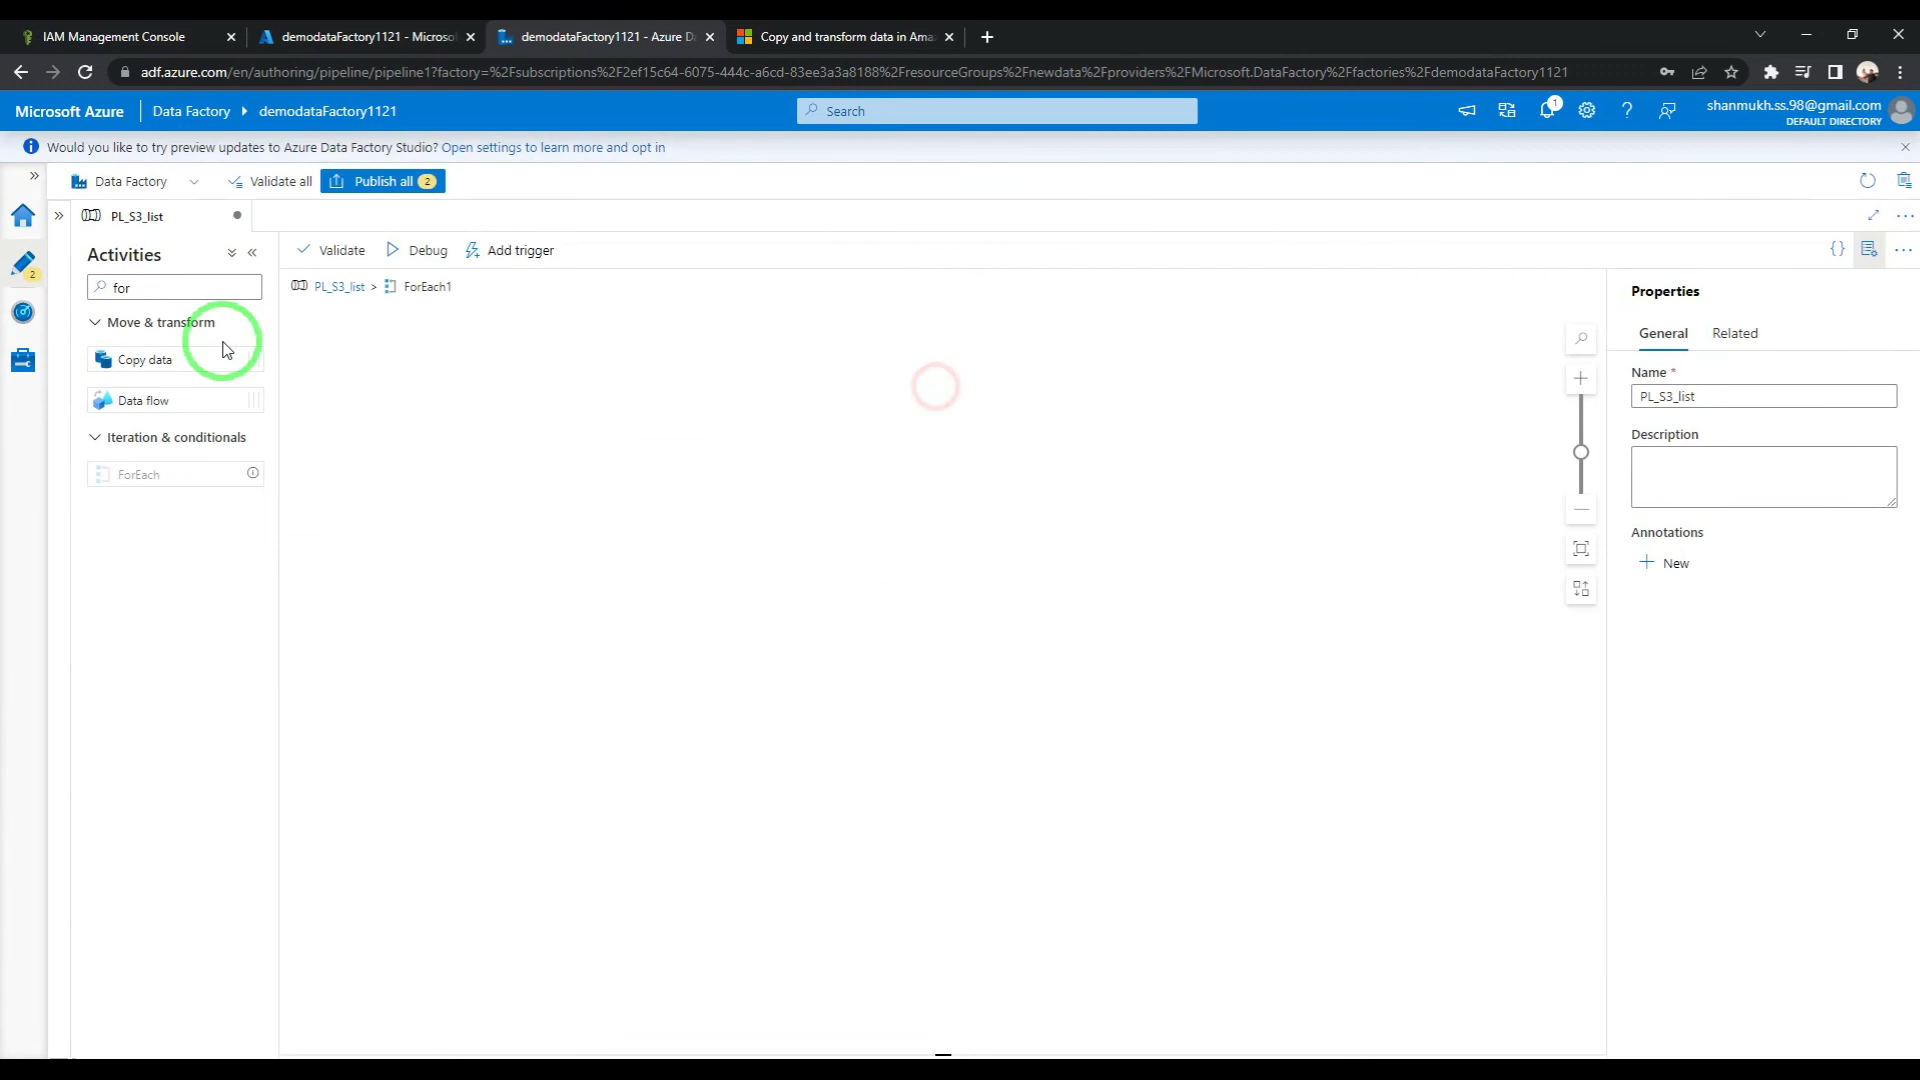 IAM Management Console
demodataFactory1121 - Microso
demodataFactory1121 - Azure D
Copy and transform data in Ama
adf.azure.com/en/authoring/pipeline/pipeline1?factory=%2Fsubscriptions%2F2ef15c64-6075-444c-a6cd-83ee3a3a8188%2FresourceGroups%2Fnewdata%2Fproviders%2FMicrosoft.DataFactory%2Ffactories%2FdemodataFactory1121
Microsoft Azure
Data Factory
demodataFactory1121
Search
1
shanmukh.ss.98@gmail.com
DEFAULT DIRECTORY
Would you like to try preview updates to Azure Data Factory Studio? Open settings to learn more and opt in
Data Factory
Validate all
Publish all 2
PL_S3_list
Activities
for
Move & transform
Copy data
Data flow
Iteration & conditionals
ForEach
2
Validate
Debug
Add trigger
PL_S3_list > ForEach1
Properties
General
Related
Name *
PL_S3_list
Description
Annotations
New